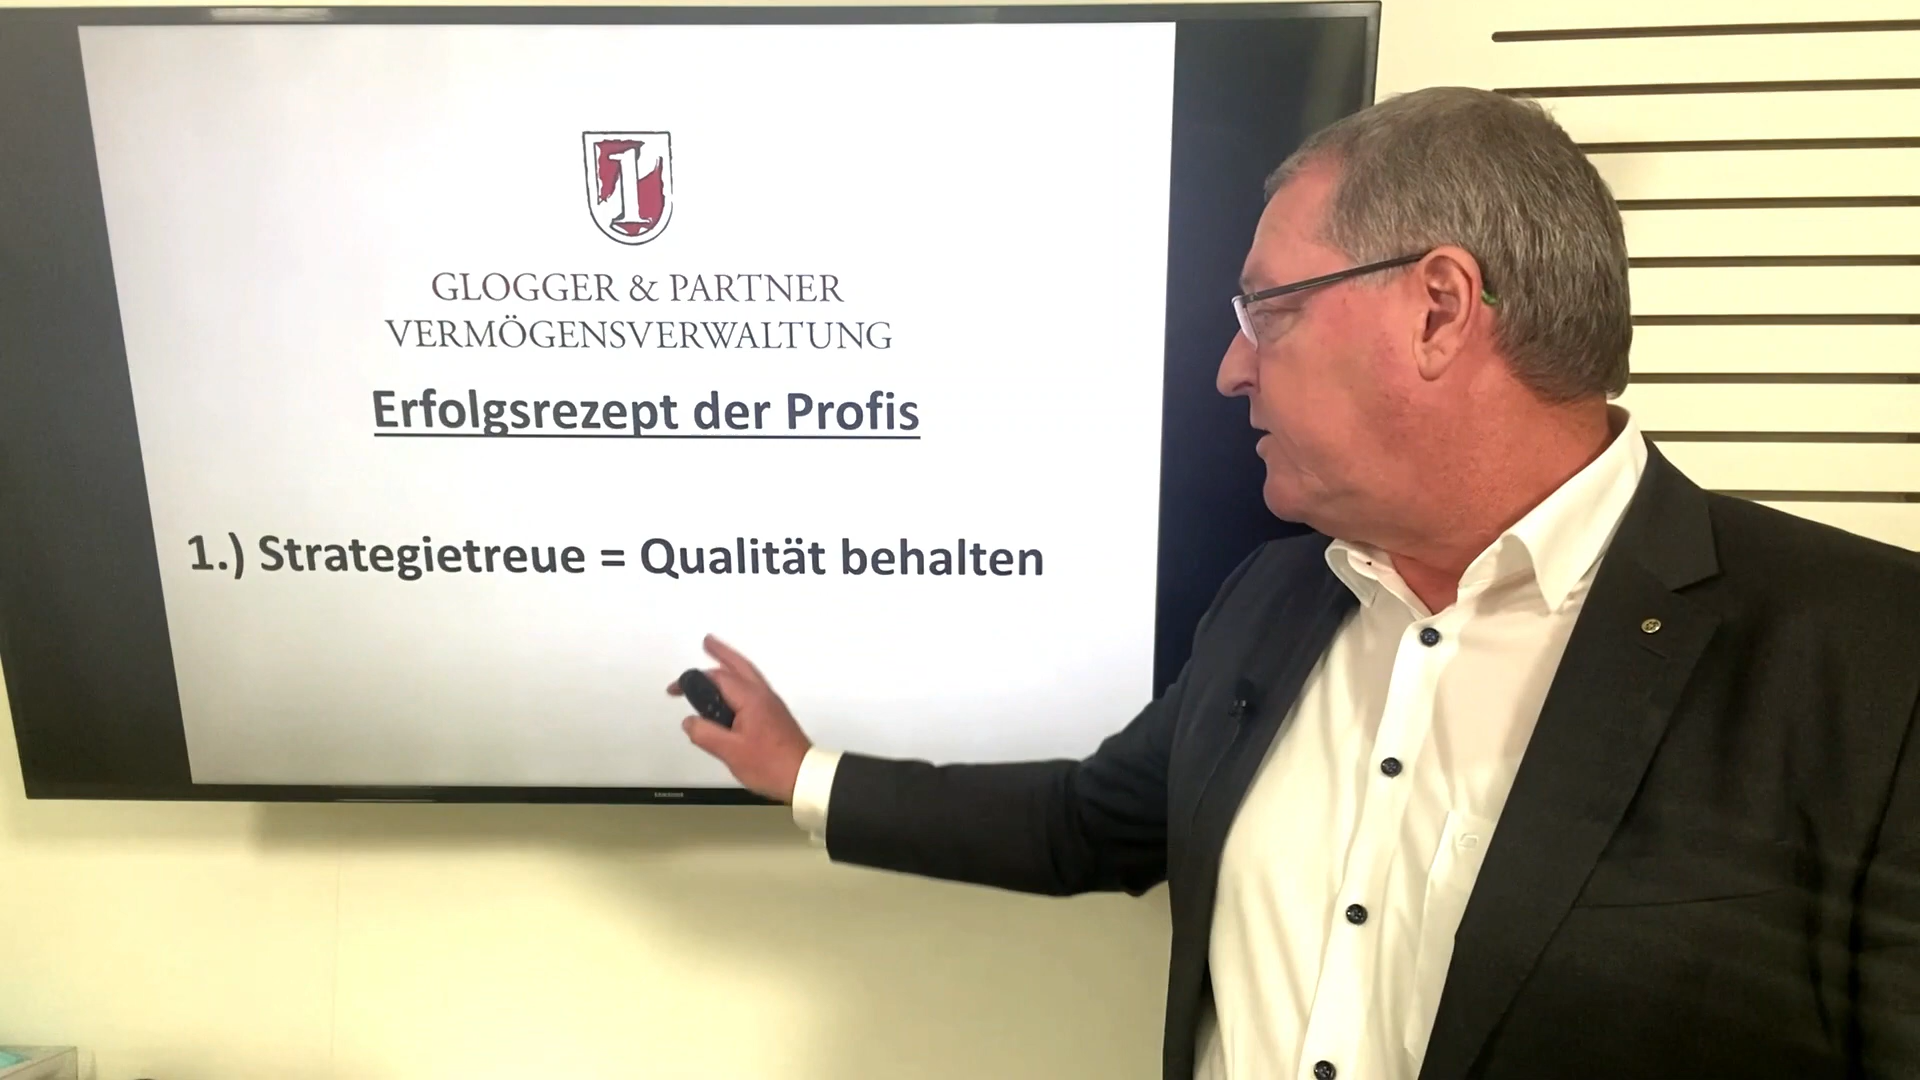 1
GLOGGER & PARTNER
VERMÖGENSVERWALTUNG
Erfolgsrezept der Profis
1.) Strategietreue = Qualität behalten